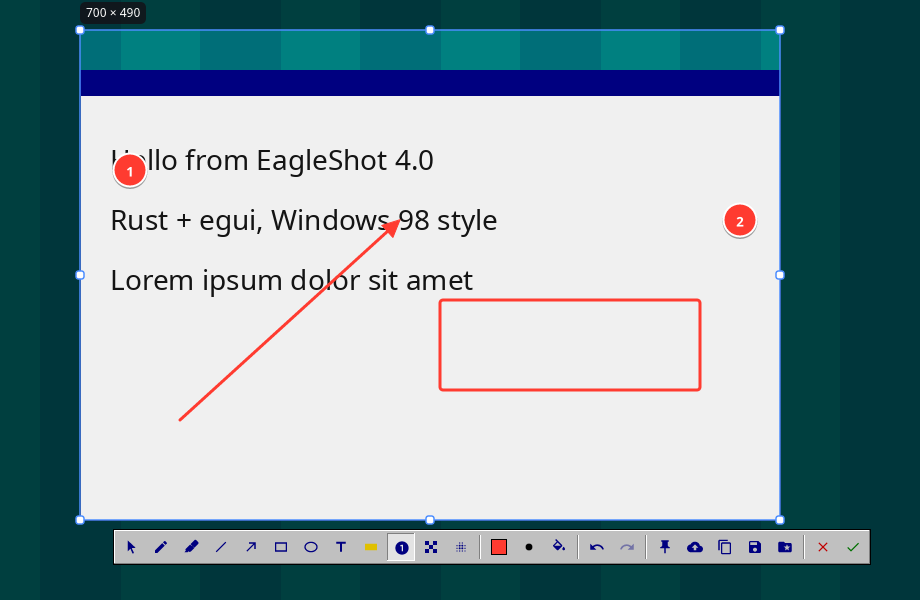 700 × 490
Hello from EagleShot 4.0
1
Rust + egui, Windows 98 style
2
Lorem ipsum dolor sit amet
T
1